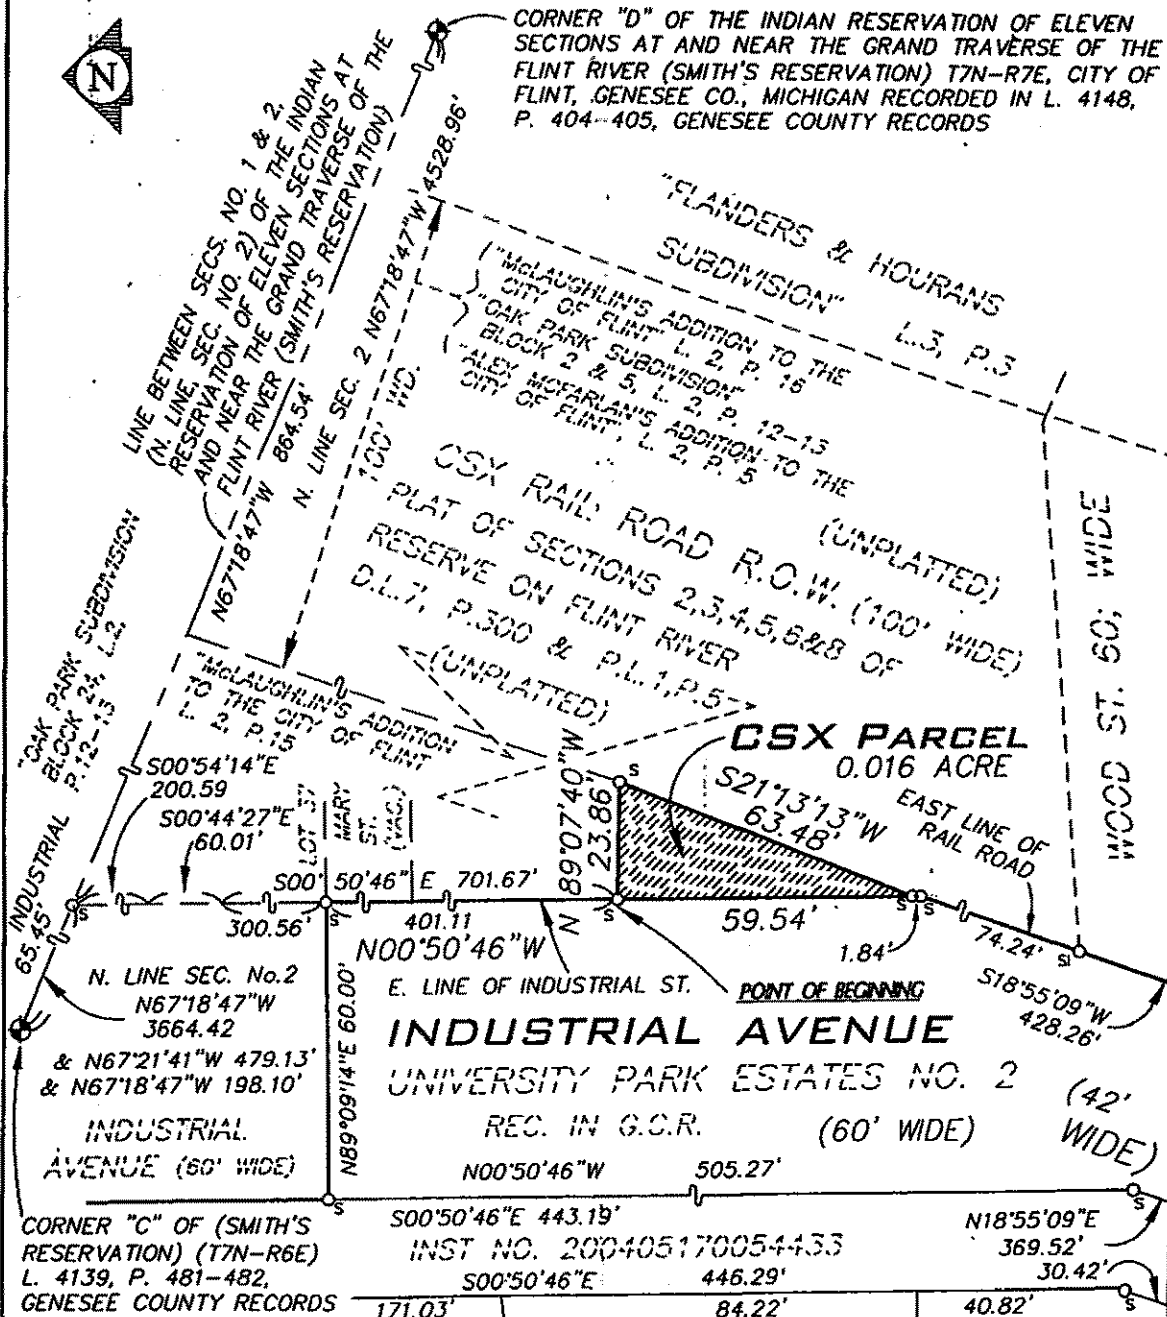 N
CORNER "D" OF THE INDIAN RESERVATION OF ELEVEN
SECTIONS AT AND NEAR THE GRAND TRAVERSE OF THE
FLINT RIVER (SMITH'S RESERVATION) T7N-R7E, CITY OF
FLINT, GENESEE CO., MICHIGAN RECORDED IN L. 4148,
P. 404-405, GENESEE COUNTY RECORDS
LINE BETWEEN SECS. NO. 1 & 2,
(N. LINE, SEC. NO. 2) OF THE INDIAN
RESERVATION OF ELEVEN SECTIONS AT
AND NEAR THE GRAND TRAVERSE OF THE
FLINT RIVER (SMITH'S RESERVATION)
N67°18'47"W 864.54'
N. LINE SEC. 2 N67°18'47"W 4528.96'
100' WD.
"FLANDERS & HOURANS
SUBDIVISION"
L.3, P.3
"McLAUGHLIN'S ADDITION TO THE
CITY OF FLINT" L. 2, P. 16
"OAK PARK SUBDIVISION"
BLOCK 2 & 5, L. 2, P. 12-13
"ALEX MCFARLAN'S ADDITION TO THE
CITY OF FLINT", L. 2, P. 5
CSX RAIL ROAD R.O.W. (100' WIDE)
(UNPLATTED)
PLAT OF SECTIONS 2,3,4,5,6&8 OF
RESERVE ON FLINT RIVER
D.L.7, P.300 & P.L.1,P.57
(UNPLATTED)
WOOD ST. 60; WIDE
"OAK PARK SUBDIVISION
BLOCK 24, L.2,
P.12-13
"McLAUGHLIN'S ADDITION
TO THE CITY OF FLINT
L. 2, P.15
CSX PARCEL
0.016 ACRE
S21°13'13"W
63.48'
EAST LINE OF
RAIL ROAD
S
N 89°07'40"W
23.86'
S00°54'14"E
200.59
S00°44'27"E
60.01'
LOT 57
MARY
ST.
(VAC.)
INDUSTRIAL
65.45'
S
S00° 50'46" E 701.67'
300.56'
S
401.11
S
59.54'
S
S
1.84'
74.24'
SI
S18°55'09"W
428.26'
N00°50'46"W
E. LINE OF INDUSTRIAL ST.
POINT OF BEGINNING
N. LINE SEC. No.2
N67°18'47"W
3664.42
& N67°21'41"W 479.13'
& N67°18'47"W 198.10'
N89°09'14"E 60.00'
INDUSTRIAL AVENUE
UNIVERSITY PARK ESTATES NO. 2
REC. IN G.C.R.
(60' WIDE)
(42'
WIDE)
INDUSTRIAL
AVENUE (60' WIDE)
N00°50'46"W 505.27'
S
S
CORNER "C" OF (SMITH'S
RESERVATION) (T7N-R6E)
L. 4139, P. 481-482,
GENESEE COUNTY RECORDS
S00°50'46"E 443.19'
INST NO. 200405170054433
N18°55'09"E
369.52'
S00°50'46"E 446.29'
30.42'
S
171.03'
84.22'
40.82'